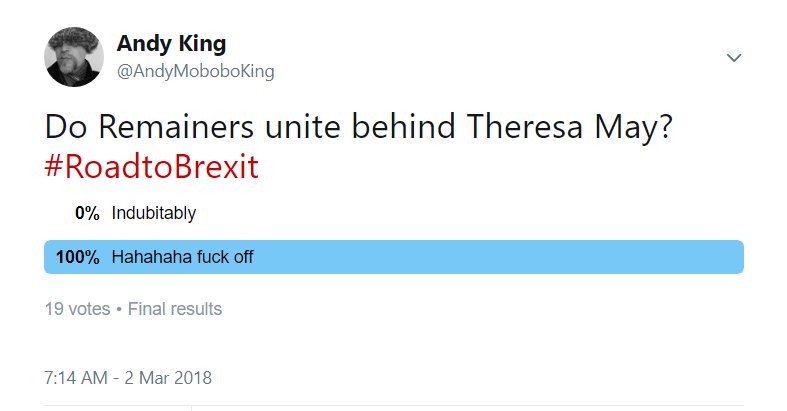 Andy King
@AndyMoboboKing
Do Remainers unite behind Theresa May?
#RoadtoBrexit
0% Indubitably
100% Hahahaha fuck off
19 votes • Final results
7:14 AM - 2 Mar 2018